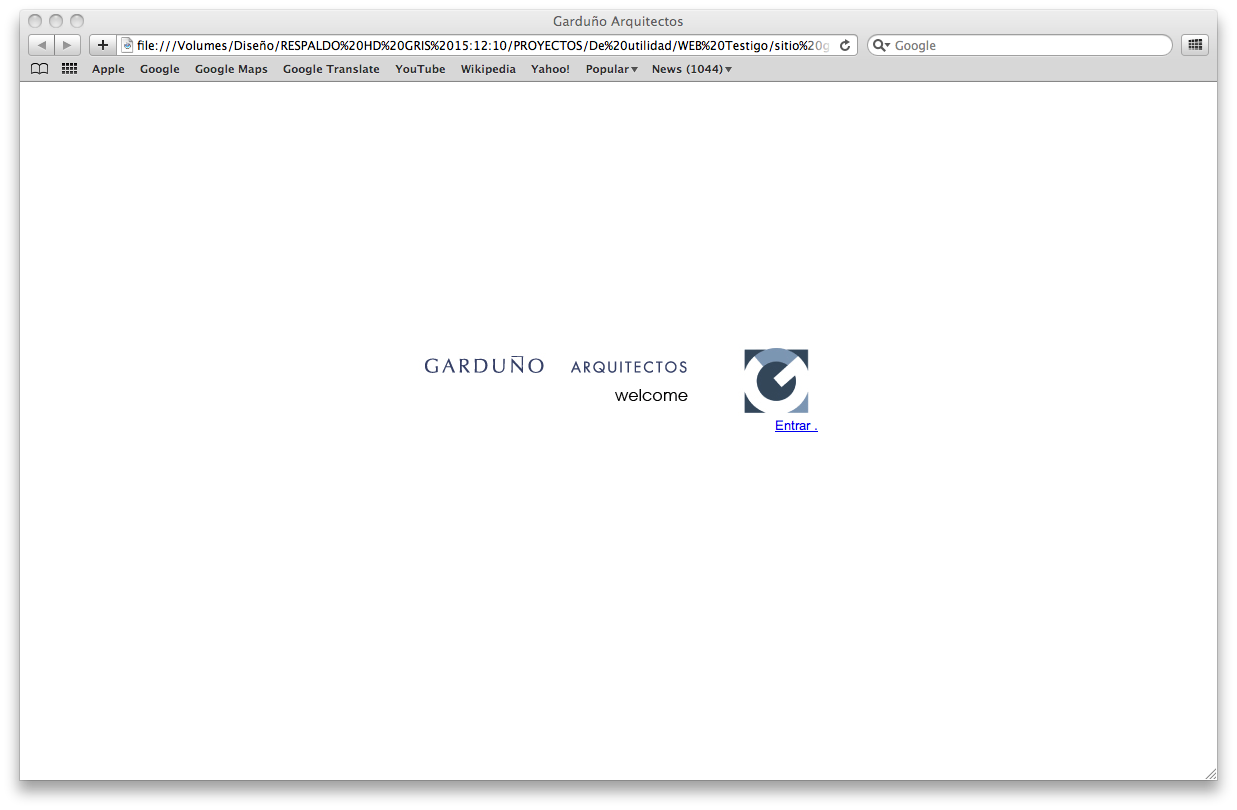 Garduño Arquitectos
file:///Volumes/Diseño/RESPALDO%20HD%20GRIS%2015:12:10/PROYECTOS/De%20utilidad/WEB%20Testigo/sitio%20g
Google
Apple Google Google Maps Google Translate YouTube Wikipedia Yahoo! Popular News (1044)
GARDUÑO ARQUITECTOS
welcome
Entrar .